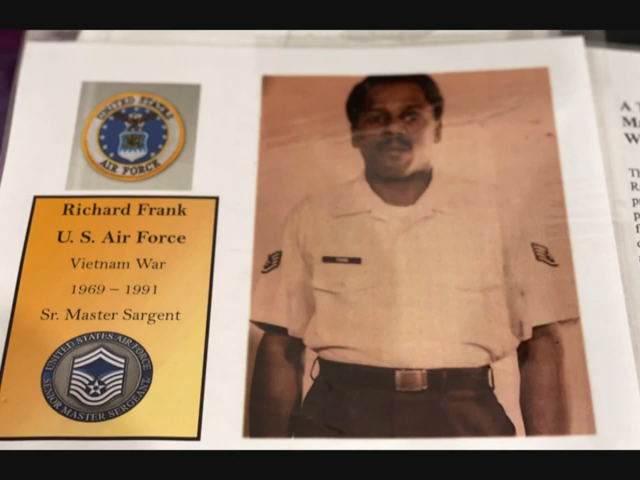 UNITED STATES
AIR FORCE
Richard Frank
U. S. Air Force
Vietnam War
1969 – 1991
Sr. Master Sargent
UNITED STATES AIR FORCE
SENIOR MASTER SERGEANT
A
W